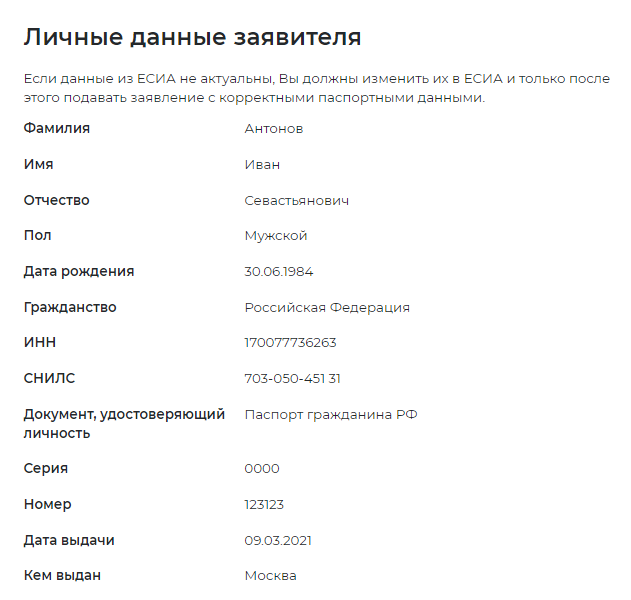 Личные данные заявителя
Если данные из ЕСИА не актуальны, Вы должны изменить их в ЕСИА и только после
этого подавать заявление с корректными паспортными данными.
Фамилия Антонов
Имя Иван
Отчество Севастьянович
Пол Мужской
Дата рождения 30.06.1984
Гражданство Российская Федерация
ИНН 170077736263
СНИЛС 703-050-451 31
Документ, удостоверяющий Паспорт гражданина РФ
личность
Серия 0000
Номер 123123
Дата выдачи 09.03.2021
Кем выдан Москва